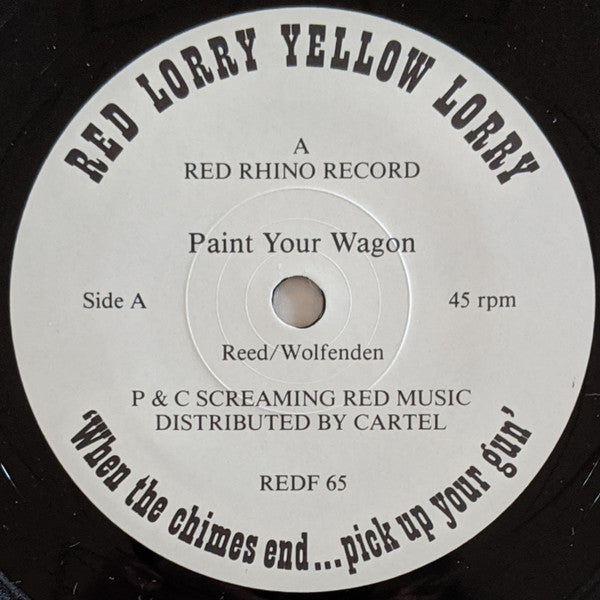 RED LORRY YELLOW LORRY
A
RED RHINO RECORD
Paint Your Wagon
Side A
45 rpm
Reed/Wolfenden
P & C SCREAMING RED MUSIC
DISTRIBUTED BY CARTEL
REDF 65
‘When the chimes end...pick up your gun’